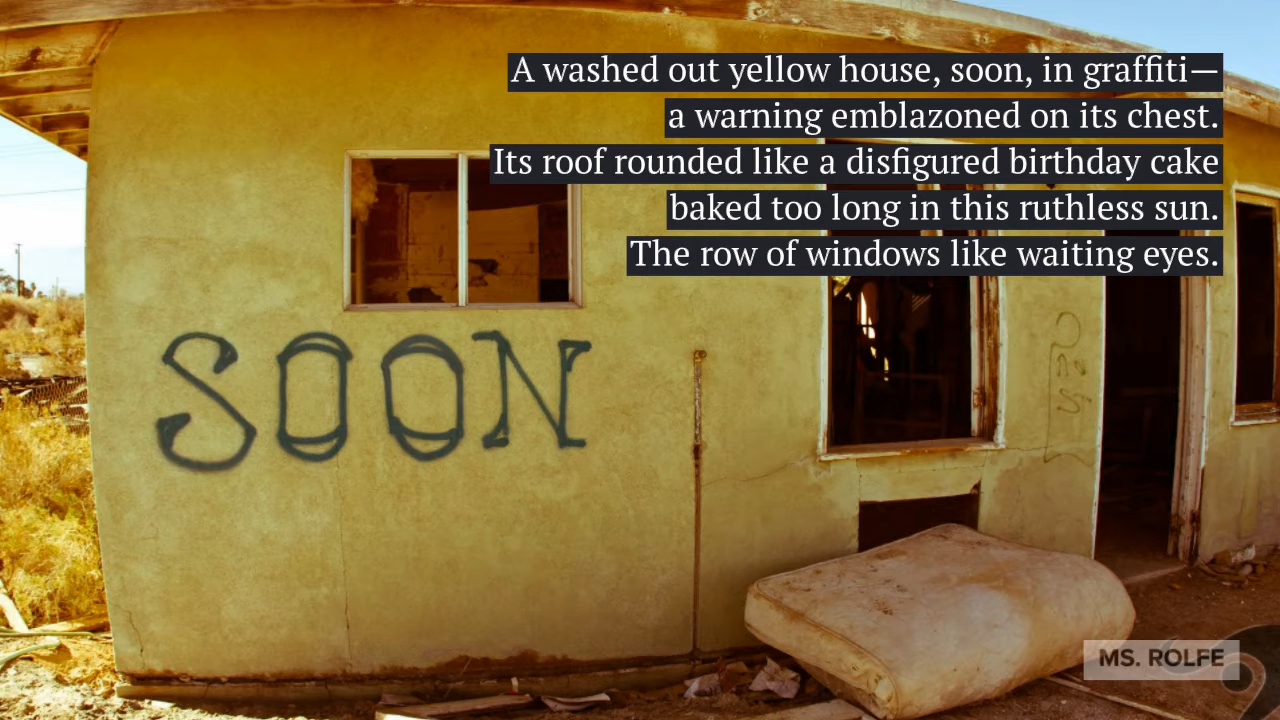 A washed out yellow house, soon, in graffiti—
a warning emblazoned on its chest.
Its roof rounded like a disfigured birthday cake
baked too long in this ruthless sun.
The row of windows like waiting eyes.
SOON
MS. ROLFE